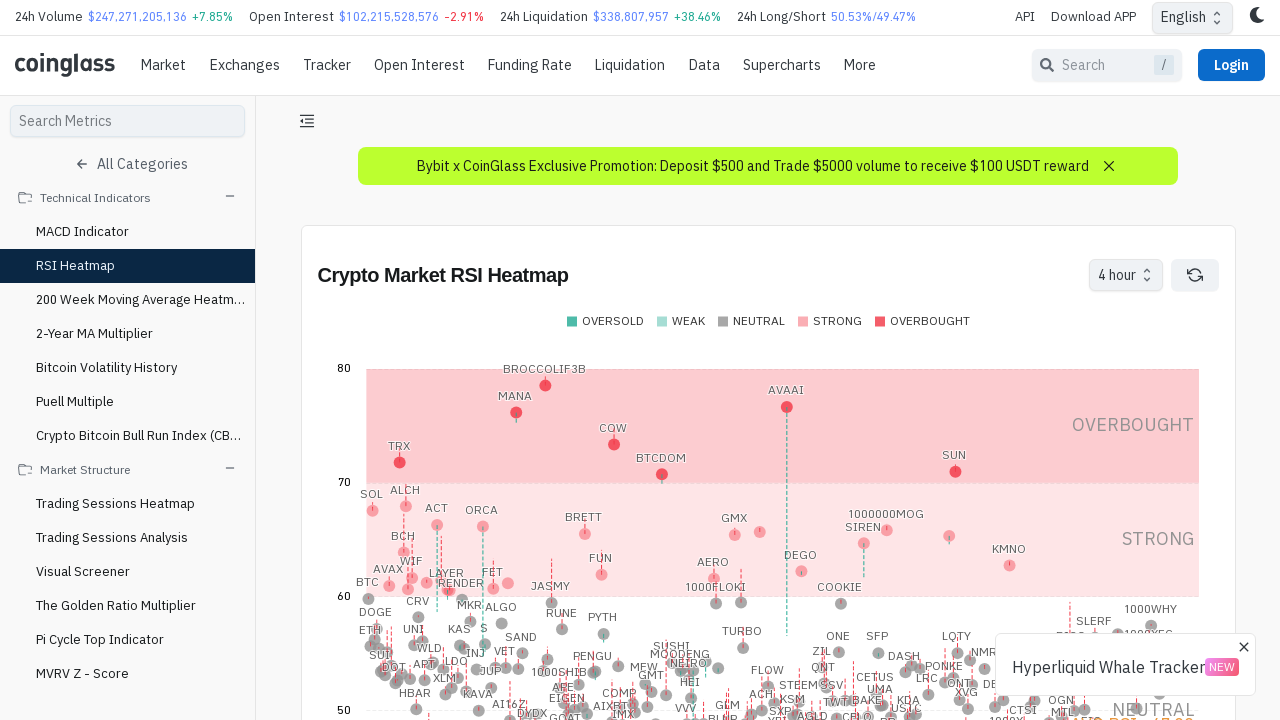 24h Volume $247,271,205,136 +7.85% Open Interest $102,215,528,576 -2.91% 24h Liquidation $338,807,957 +38.46% 24h Long/Short 50.53%/49.47% API Download APP English
coinglass Market Exchanges Tracker Open Interest Funding Rate Liquidation Data Supercharts More Search / Login
Search Metrics
All Categories
Technical Indicators
MACD Indicator
RSI Heatmap
200 Week Moving Average Heatm...
2-Year MA Multiplier
Bitcoin Volatility History
Puell Multiple
Crypto Bitcoin Bull Run Index (CB...
Market Structure
Trading Sessions Heatmap
Trading Sessions Analysis
Visual Screener
The Golden Ratio Multiplier
Pi Cycle Top Indicator
MVRV Z - Score
Bybit x CoinGlass Exclusive Promotion: Deposit $500 and Trade $5000 volume to receive $100 USDT reward
Crypto Market RSI Heatmap
4 hour
OVERSOLD WEAK NEUTRAL STRONG OVERBOUGHT
80
BROCCOLIF3B
AVAAI
MANA
OVERBOUGHT
COW
TRX
SUN
BTCDOM
70
ALCH
SOL
ACT ORCA
1000000MOG
BRETT GMX
SIREN
BCH STRONG
KMNO
DEGO
FUN
WIF AERO
AVAX LAYER FET
BTC RENDER JASMY 1000FLOKI COOKIE
60
CRV
MKR ALGO 1000WHY
DOGE RUNE PYTH SLERF
ETH UNI KAS S TURBO
SAND ONE SFP LQTY
WLD SUSHI
SUI INJ VET PENGU MOODENG ZIL DASH NMR
DOT APT LDO NEIRO
JUP 1000SHIB MEW GMT FLOW QNT PONKE
XLM HEI CETUS LRC
HBAR KAVA APE COMP ACH STEEM UMA ONT XVG
EIGEN KSM KDA OGN
AI16Z VVV GLM CTSI
DYDX IMX
50 NEUTRAL
Hyperliquid Whale Tracker NEW